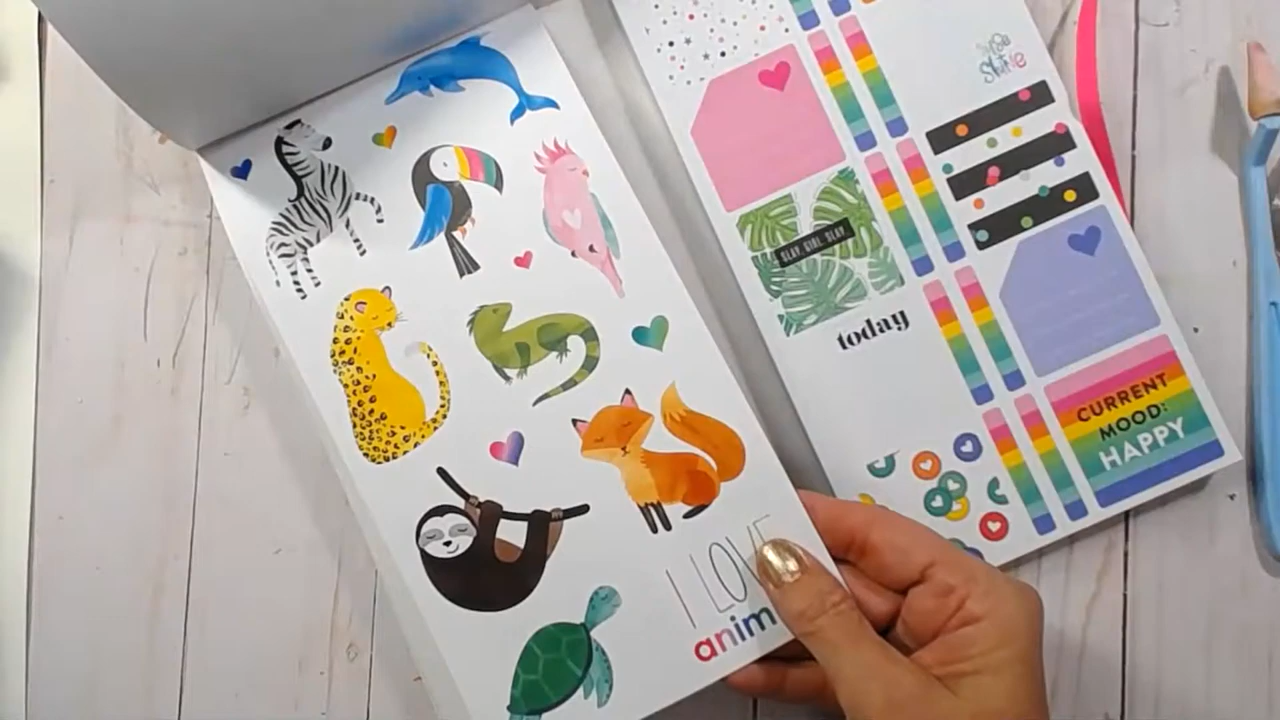 I LOVE
anim
SLAY. GIRL. SLAY.
today
CURRENT
MOOD:
HAPPY